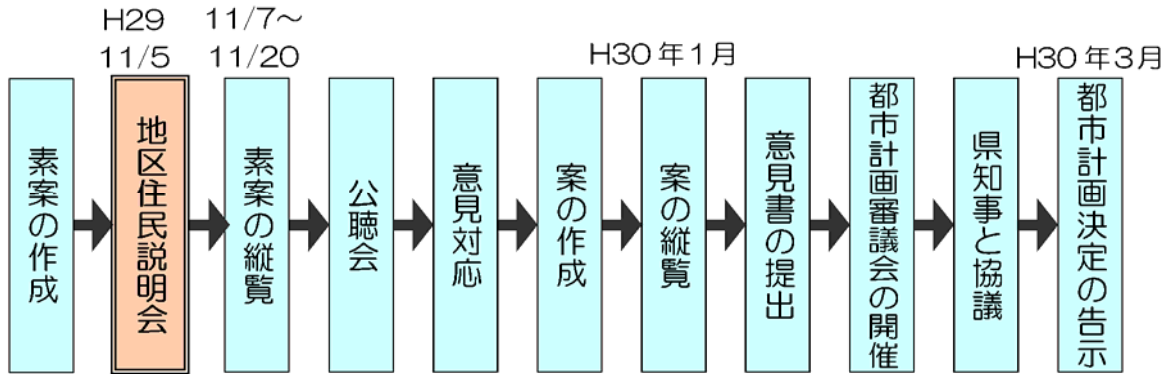 H29
11/5
11/7～
11/20
H30年1月
H30年3月
素案の作成
地区住民説明会
素案の縦覧
公聴会
意見対応
案の作成
案の縦覧
意見書の提出
都市計画審議会の開催
県知事と協議
都市計画決定の告示